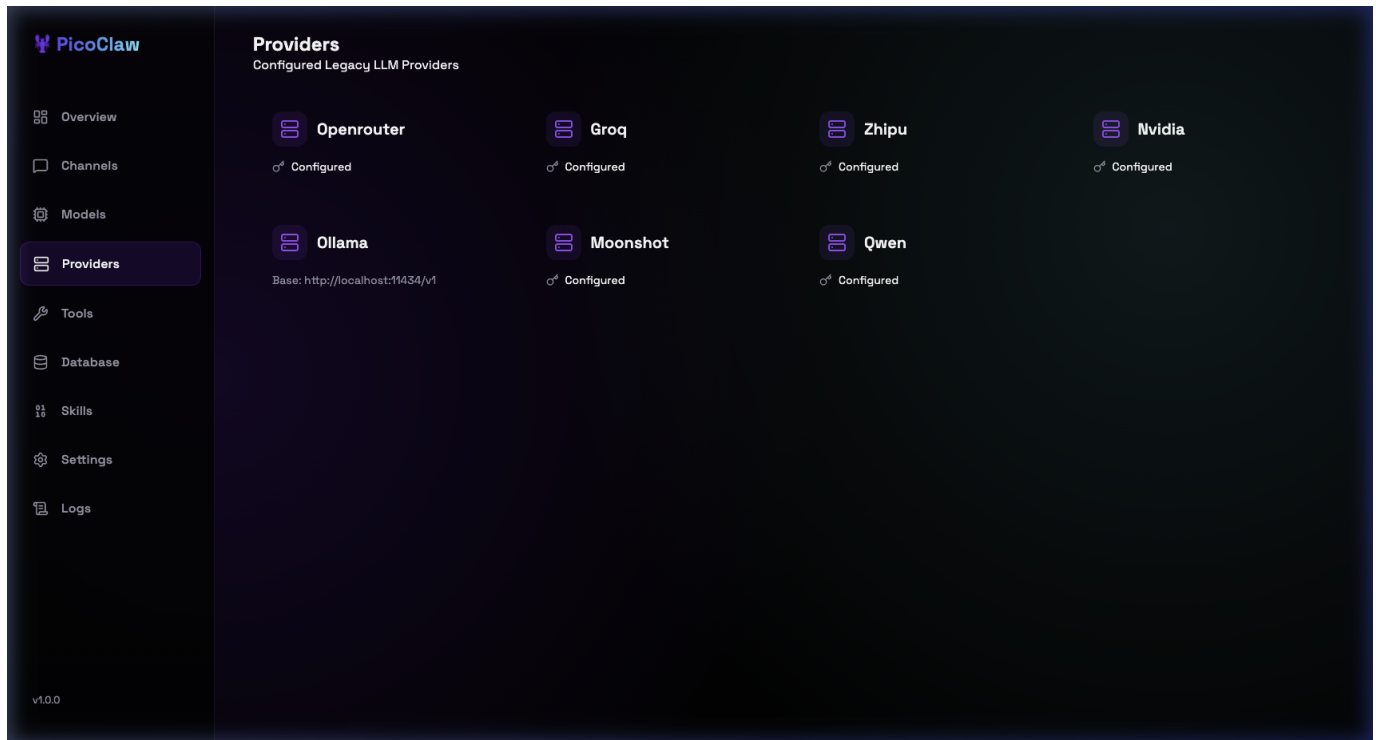 PicoClaw
Overview
Channels
Models
Providers
Tools
Database
Skills
Settings
Logs
v1.0.0
Providers
Configured Legacy LLM Providers
Openrouter
Configured
Groq
Configured
Zhipu
Configured
Nvidia
Configured
Ollama
Base: http://localhost:11434/v1
Moonshot
Configured
Qwen
Configured